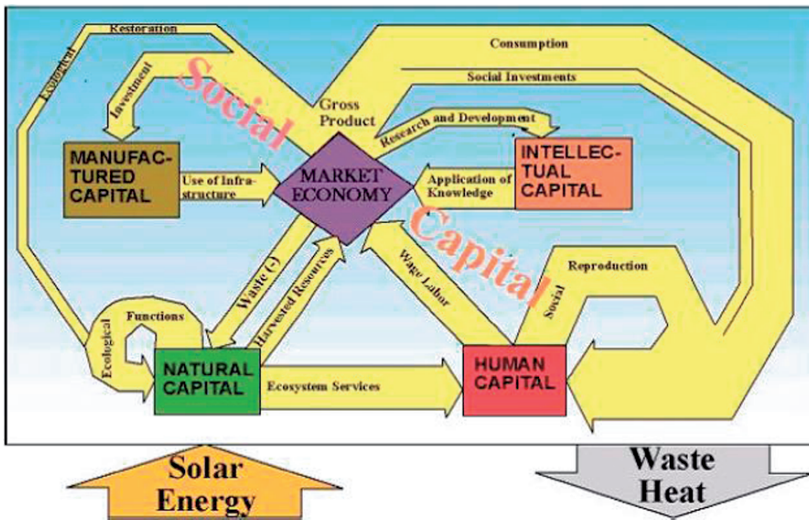 Restoration
Ecological
Investment
Social
Gross
Product
Consumption
Social Investments
Research and Development
MANUFAC-
TURED CAPITAL
Use of Infra-
structure
MARKET
ECONOMY
Application of
Knowledge
INTELLEC-
TUAL CAPITAL
Capital
Waste (-)
Harvested Resources
Wage Labor
Social
Reproduction
Ecological
Functions
NATURAL
CAPITAL
Ecosystem Services
HUMAN
CAPITAL
Solar
Energy
Waste
Heat